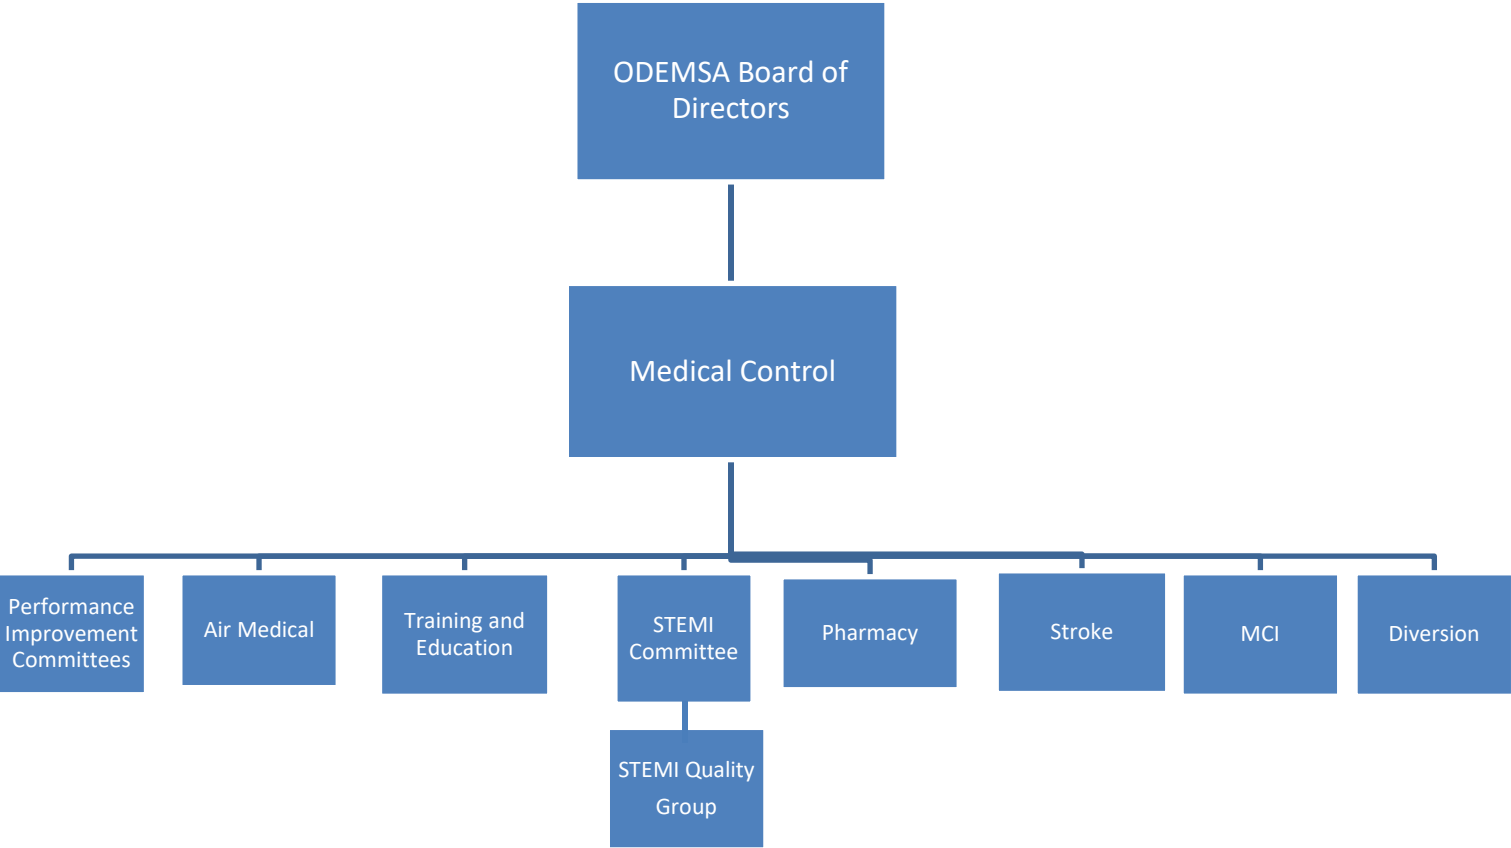 ODEMSA Board of
Directors
Medical Control
Performance
Improvement
Committees
Air Medical
Training and
Education
STEMI
Committee
Pharmacy
Stroke
MCI
Diversion
STEMI Quality
Group